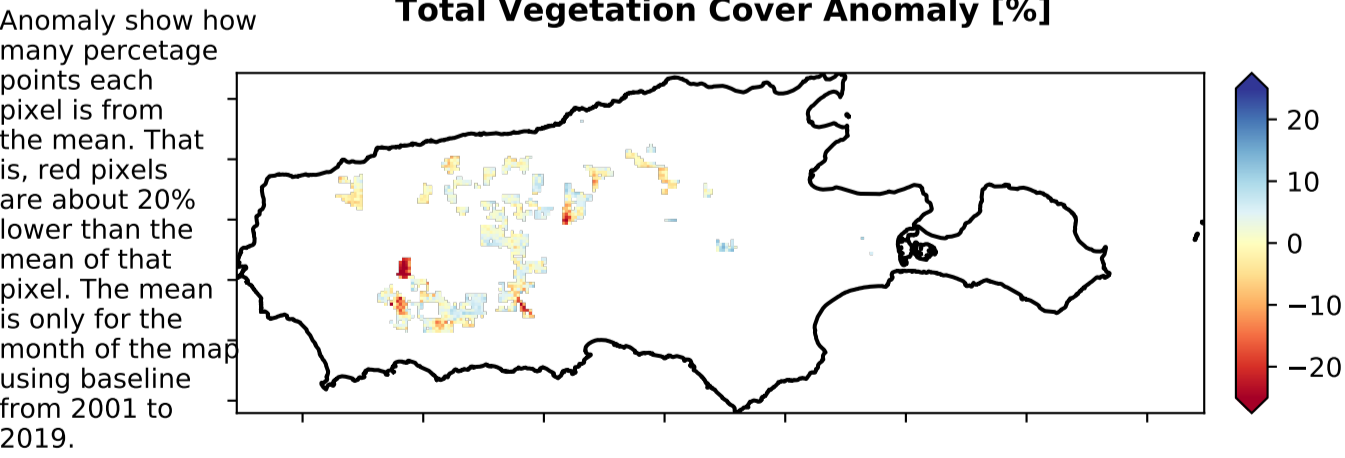 Total Vegetation Cover Anomaly [%]
Anomaly show how
many percetage
points each
pixel is from
the mean. That
is, red pixels
are about 20%
lower than the
mean of that
pixel. The mean
is only for the
month of the map
using baseline
from 2001 to
2019.
20
10
0
−10
−20